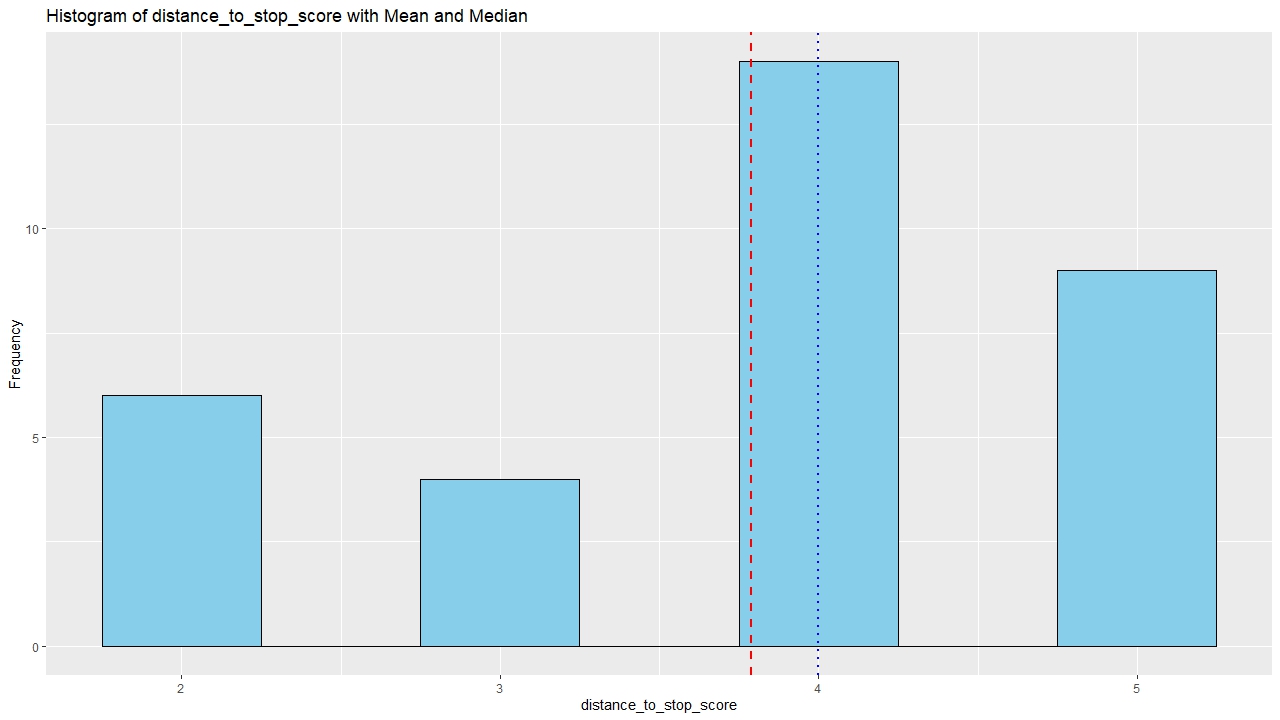 Histogram of distance_to_stop_score with Mean and Median
Frequency
10
5
0
2 3 4 5
distance_to_stop_score